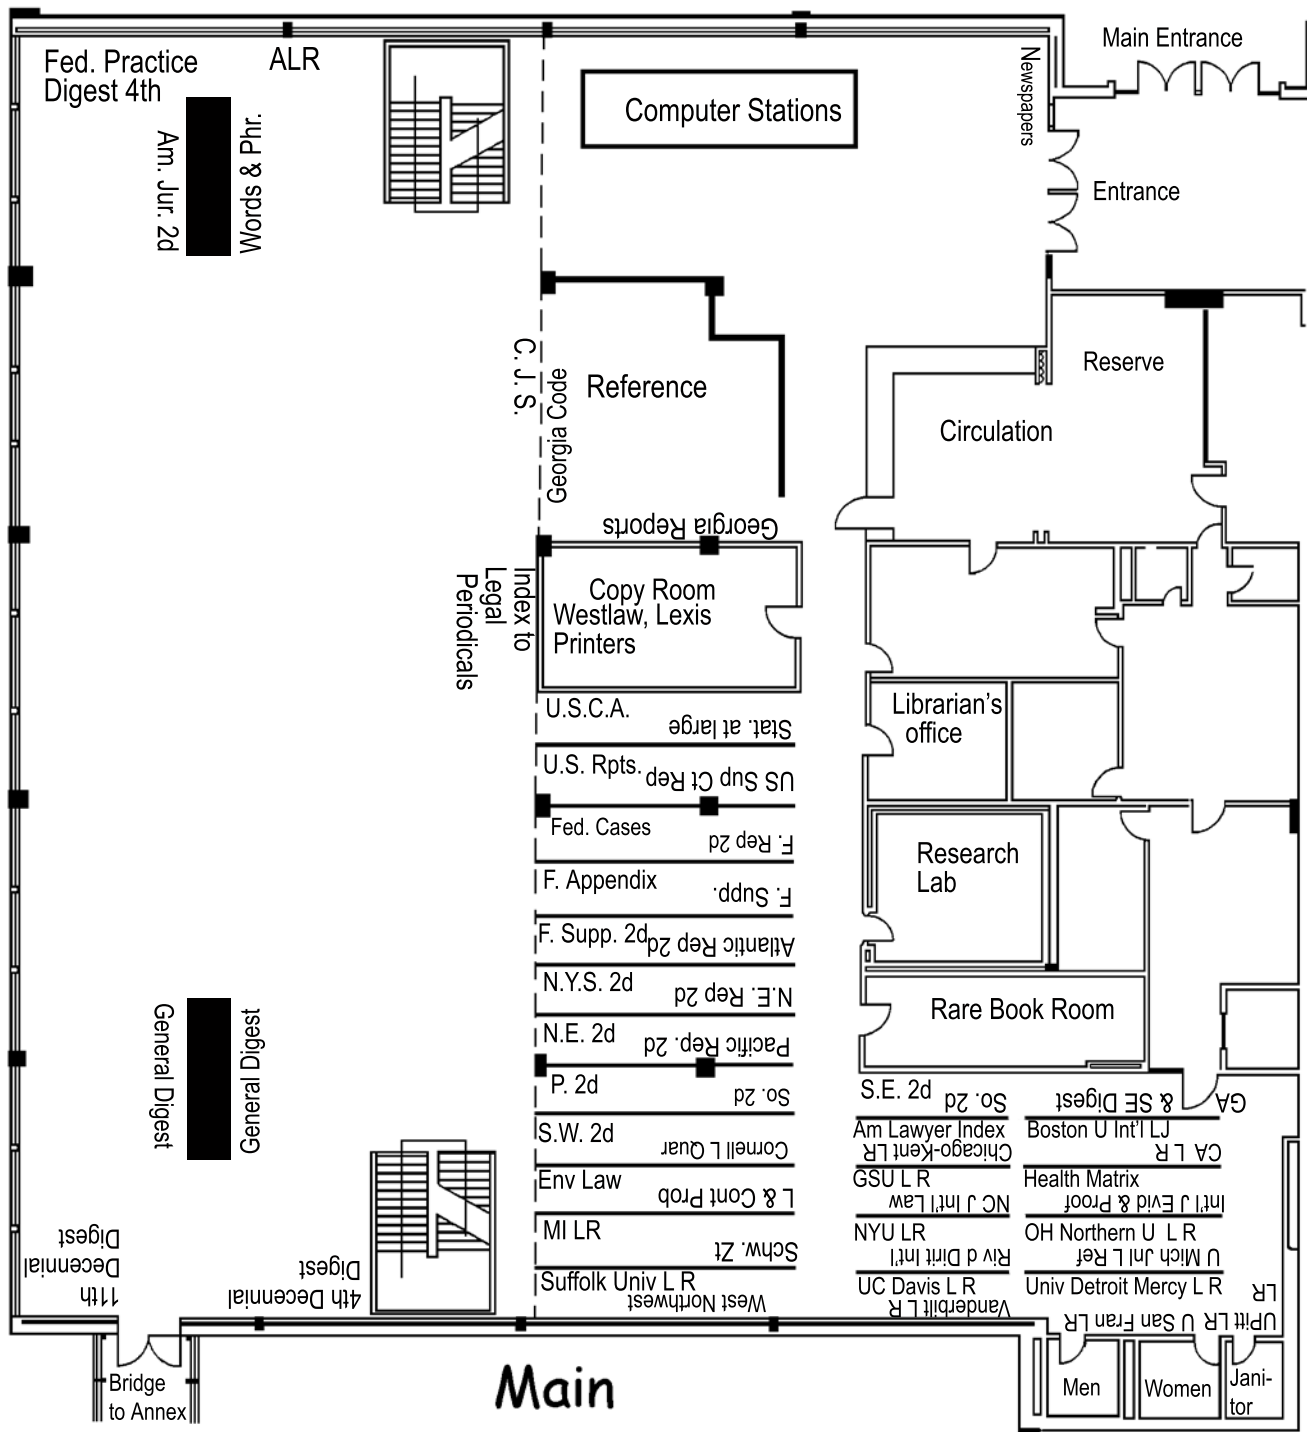 Main Entrance
Fed. Practice
Digest 4th
ALR
Newspapers
Computer Stations
Am. Jur. 2d
Words & Phr.
Entrance
C. J. S.
Georgia Code
Reference
Reserve
Circulation
Georgia Reports
Index to
Legal
Periodicals
Copy Room
Westlaw, Lexis
Printers
U.S.C.A.
Stat. at large
Librarian's
office
U.S. Rpts.
US Sup Ct Rep
Fed. Cases
F. Rep 2d
Research
Lab
F. Appendix
F. Supp.
F. Supp. 2d
Atlantic Rep 2d
N.Y.S. 2d
N.E. Rep 2d
Rare Book Room
General Digest
General Digest
N.E. 2d
Pacific Rep. 2d
P. 2d
So. 2d
S.E. 2d
So. 2d
GA & SE Digest
S.W. 2d
Cornell L Quar
Am Lawyer Index
Chicago-Kent LR
Boston U Int'l LJ
CA L R
Env Law
L & Cont Prob
GSU L R
NC J Int'l Law
Health Matrix
Int'l J Evid & Proof
MI LR
Schw. Zt
NYU LR
Riv d Dirit Int'l
OH Northern U L R
U Mich Jnl L Ref
11th
Decennial
Digest
4th Decennial
Digest
Suffolk Univ L R
West Northwest
UC Davis L R
Vanderbilt L R
Univ Detroit Mercy L R
U San Fran LR
UPitt LR
LR
Bridge
to Annex
Main
Men
Women
Jani-
tor